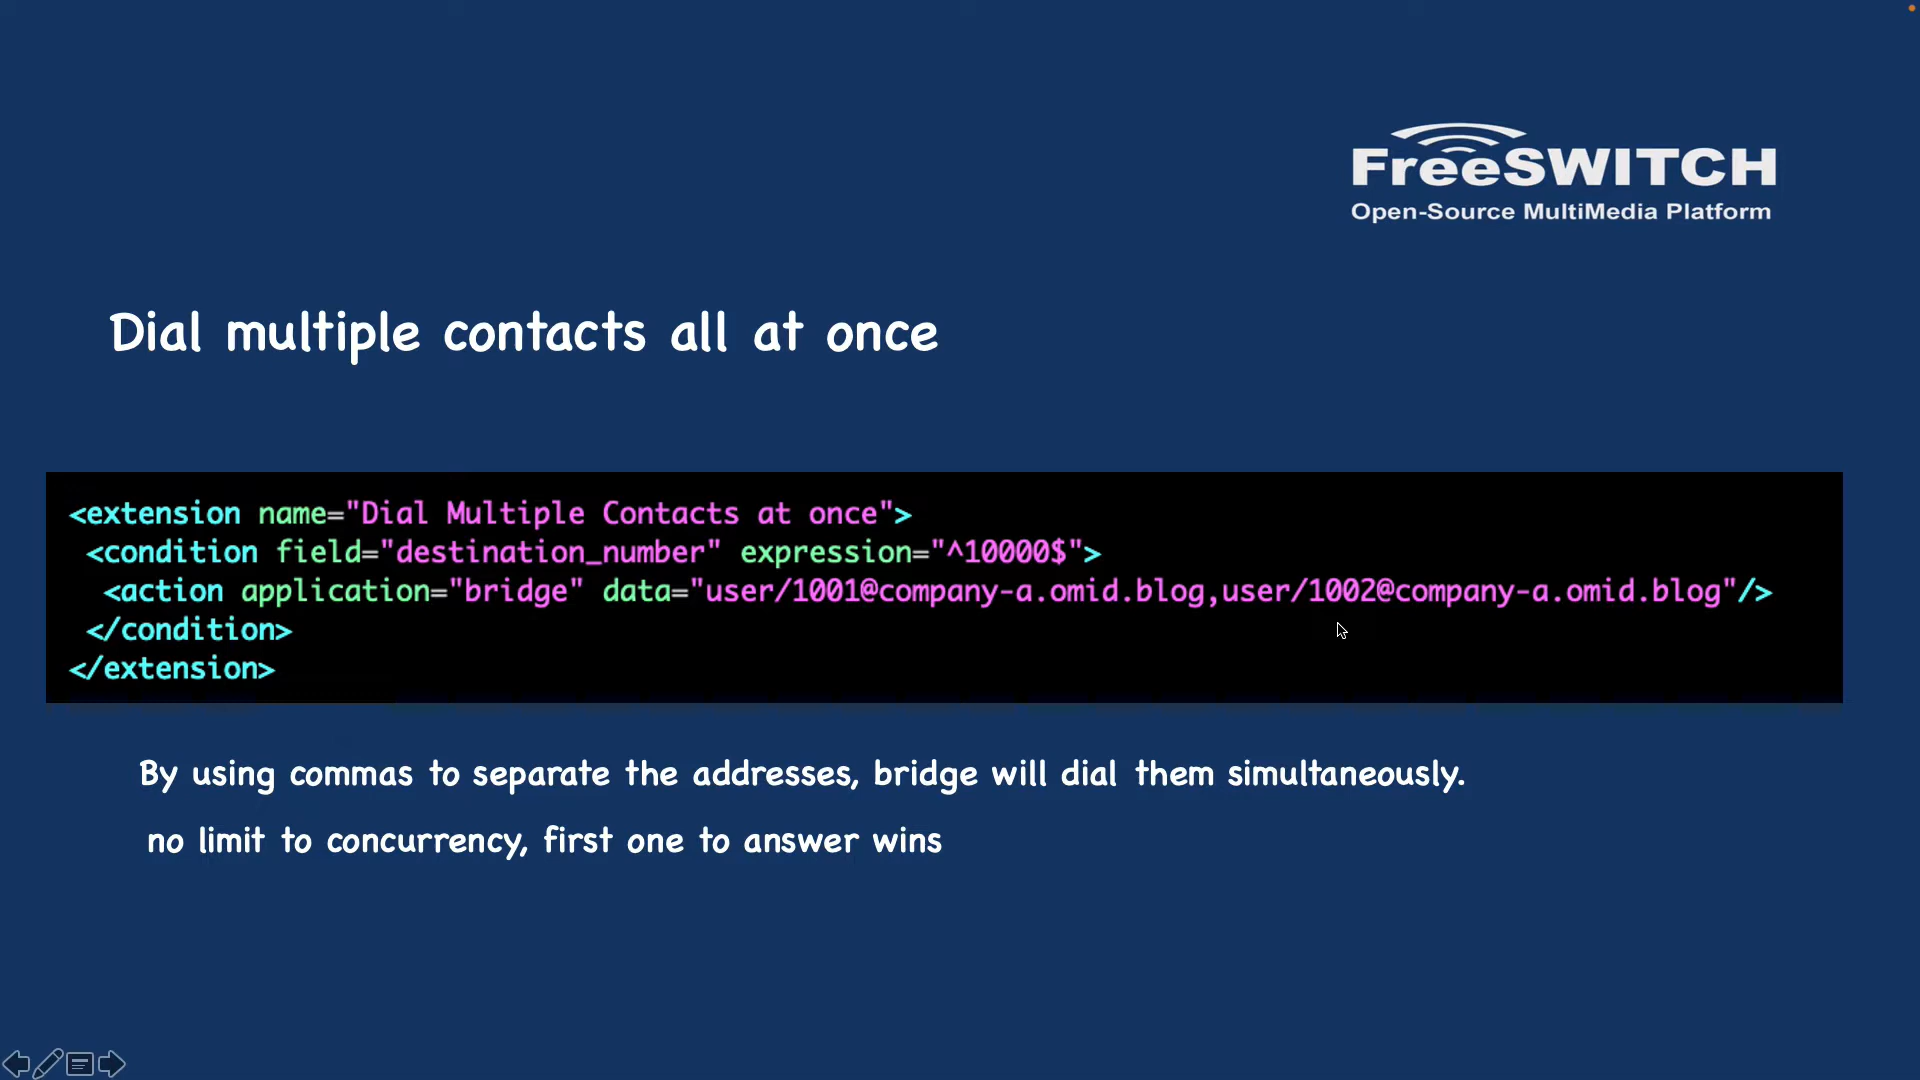 FreeSWITCH
Open-Source MultiMedia Platform
Dial multiple contacts all at once
<extension name="Dial Multiple Contacts at once">
<condition field="destination_number" expression="^10000$">
<action application="bridge" data="user/1001@company-a.omid.blog,user/1002@company-a.omid.blog"/>
</condition>
</extension>
By using commas to separate the addresses, bridge will dial them simultaneously.
no limit to concurrency, first one to answer wins